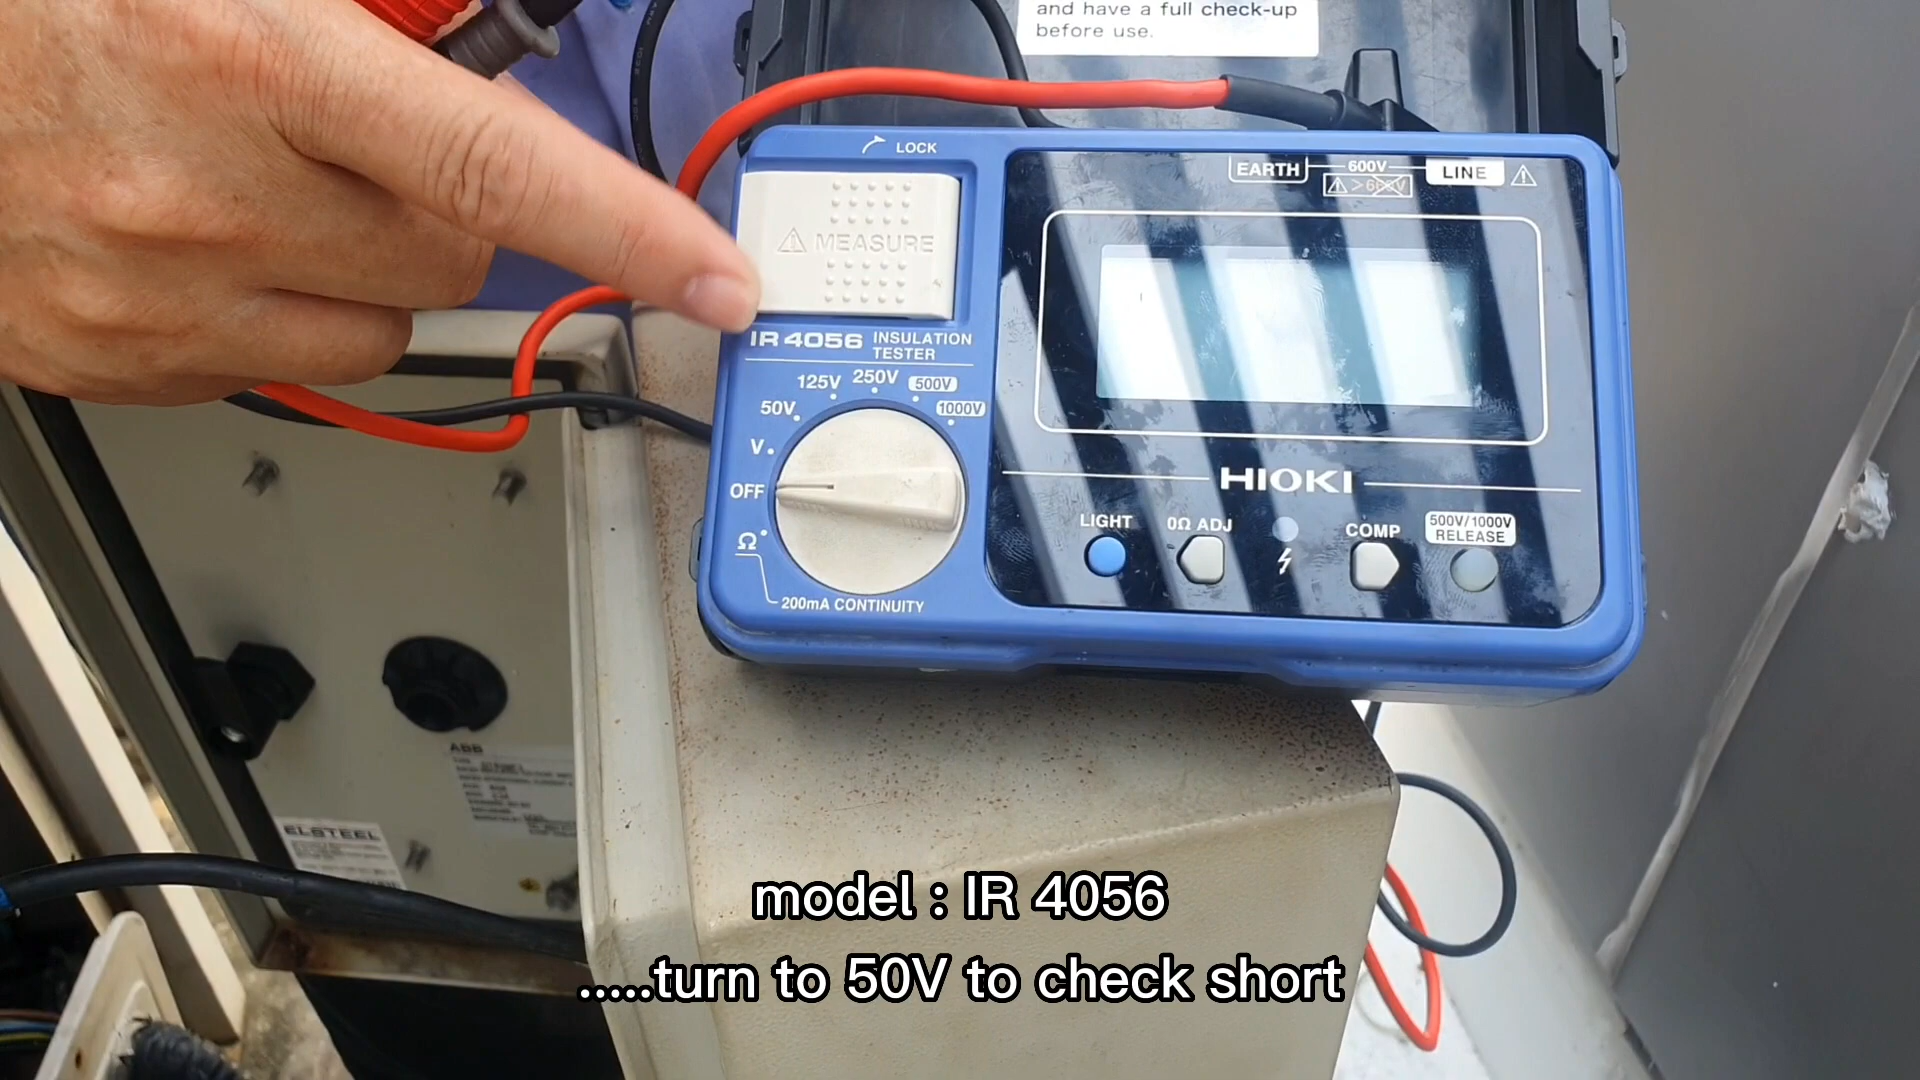 and have a full check-up
before use.
LOCK
EARTH
600V
LINE
MEASURE
IR 4056 INSULATION
TESTER
50V
125V
250V
500V
1000V
V
OFF
Ω
200mA CONTINUITY
HIOKI
LIGHT
0Ω ADJ
COMP
500V/1000V
RELEASE
ABB
ELSTEEL
model : IR 4056
.....turn to 50V to check short